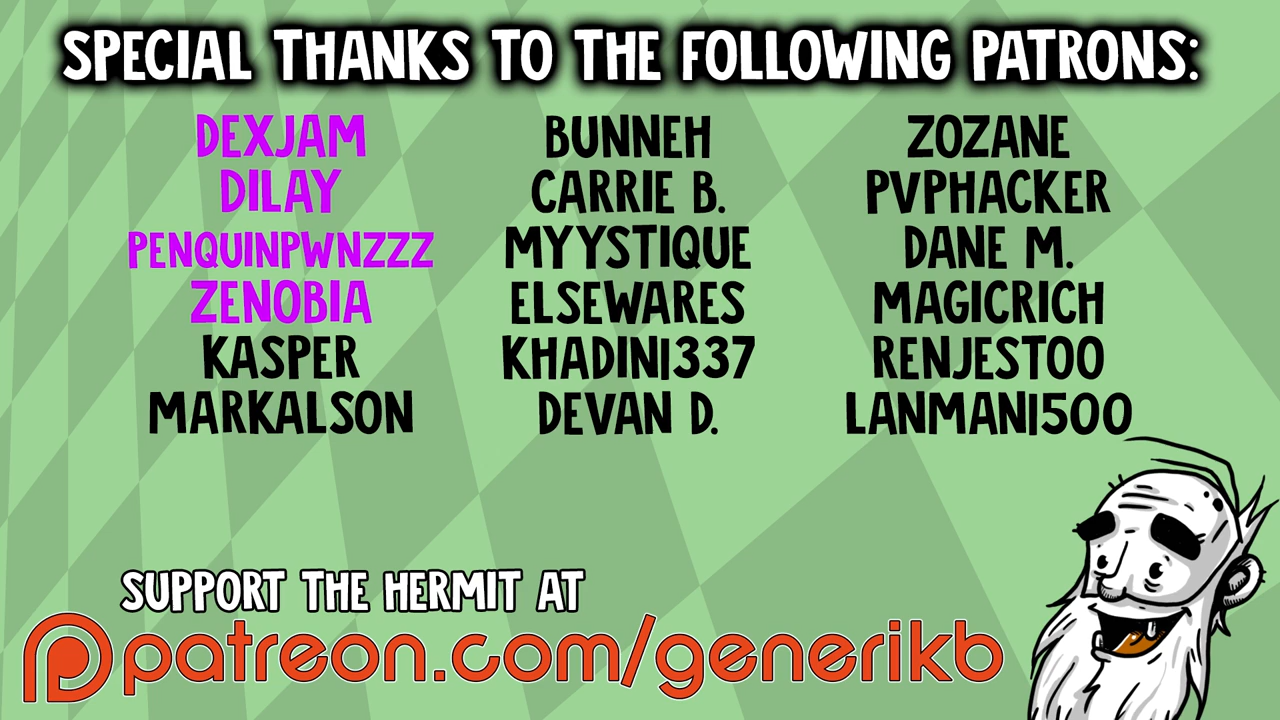 SPECIAL THANKS TO THE FOLLOWING PATRONS:
DEXJAM
DILAY
PENQUINPWNZZZ
ZENOBIA
KASPER
MARKALSON
BUNNEH
CARRIE B.
MYYSTIQUE
ELSEWARES
KHADIN1337
DEVAN D.
ZOZANE
PVPHACKER
DANE M.
MAGICRICH
RENJEST00
LANMAN1500
SUPPORT THE HERMIT AT
patreon.com/generikb